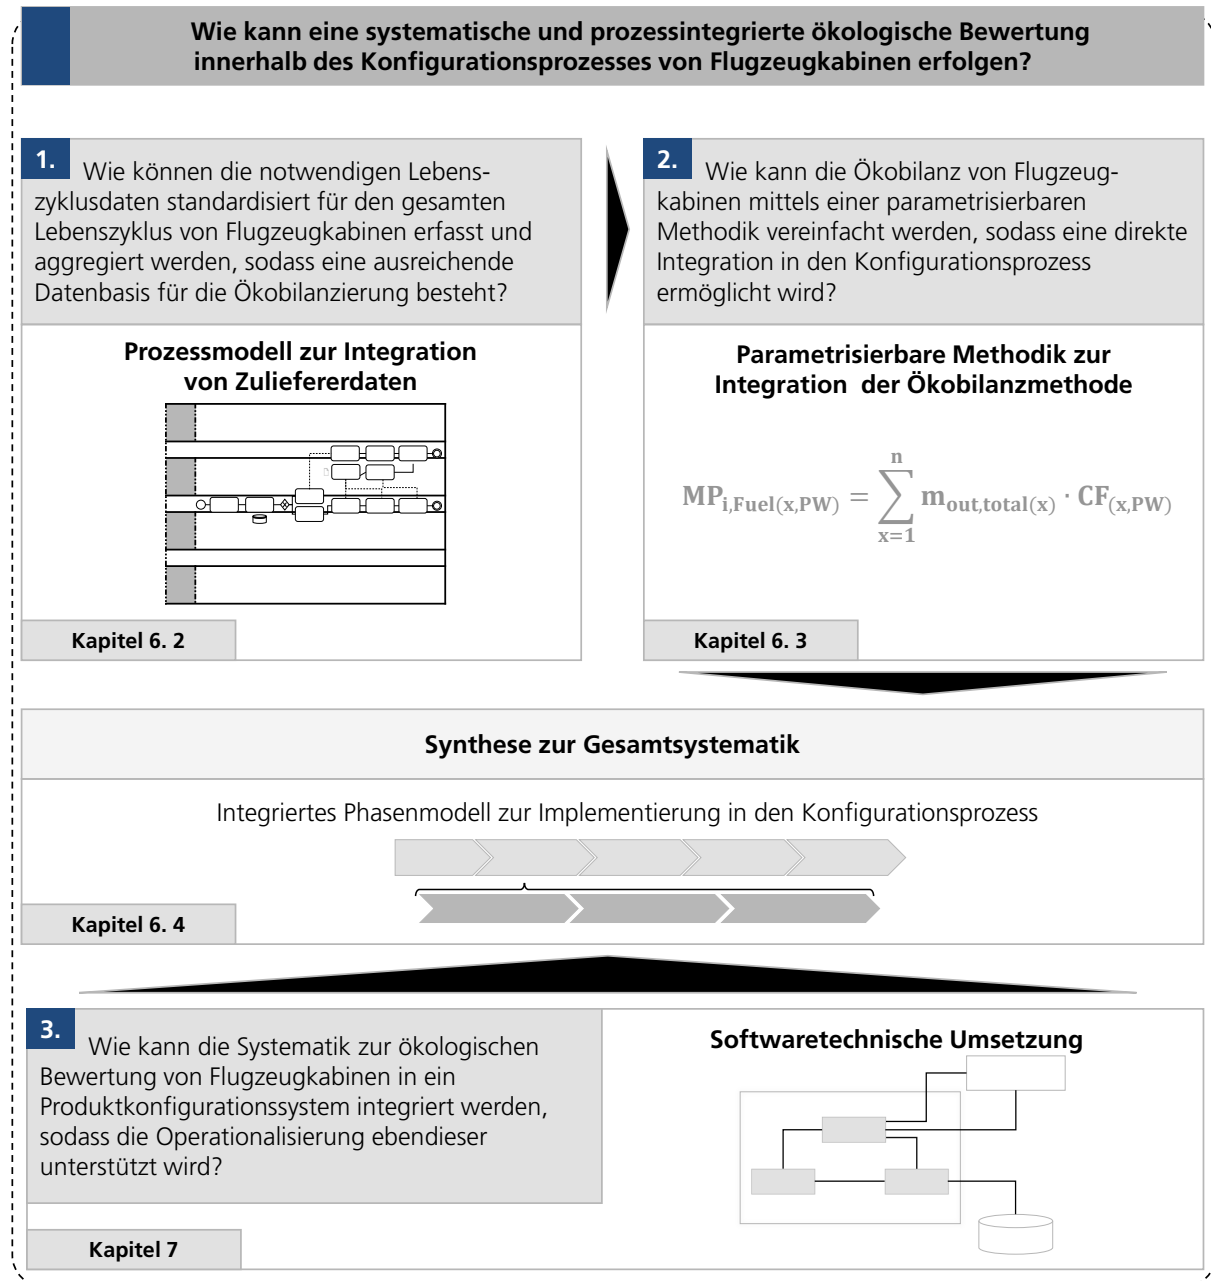 Wie kann eine systematische und prozessintegrierte ökologische Bewertung
innerhalb des Konfigurationsprozesses von Flugzeugkabinen erfolgen?
1. Wie können die notwendigen Lebens-
zyklusdaten standardisiert für den gesamten
Lebenszyklus von Flugzeugkabinen erfasst und
aggregiert werden, sodass eine ausreichende
Datenbasis für die Ökobilanzierung besteht?
Prozessmodell zur Integration
von Zuliefererdaten
Kapitel 6. 2
2. Wie kann die Ökobilanz von Flugzeug-
kabinen mittels einer parametrisierbaren
Methodik vereinfacht werden, sodass eine direkte
Integration in den Konfigurationsprozess
ermöglicht wird?
Parametrisierbare Methodik zur
Integration der Ökobilanzmethode
MP_{i,Fuel(x,PW)} = \sum_{x=1}^{n} m_{out,total(x)} · CF_{(x,PW)}
Kapitel 6. 3
Synthese zur Gesamtsystematik
Integriertes Phasenmodell zur Implementierung in den Konfigurationsprozess
Kapitel 6. 4
3. Wie kann die Systematik zur ökologischen
Bewertung von Flugzeugkabinen in ein
Produktkonfigurationssystem integriert werden,
sodass die Operationalisierung ebendieser
unterstützt wird?
Softwaretechnische Umsetzung
Kapitel 7